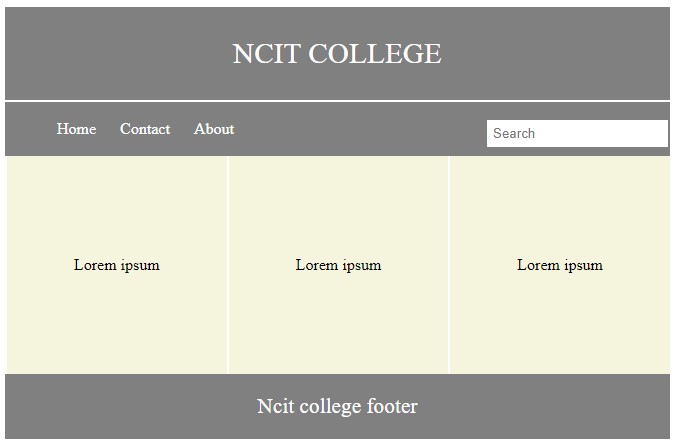 NCIT COLLEGE
Home Contact About Search
Lorem ipsum Lorem ipsum Lorem ipsum
Ncit college footer